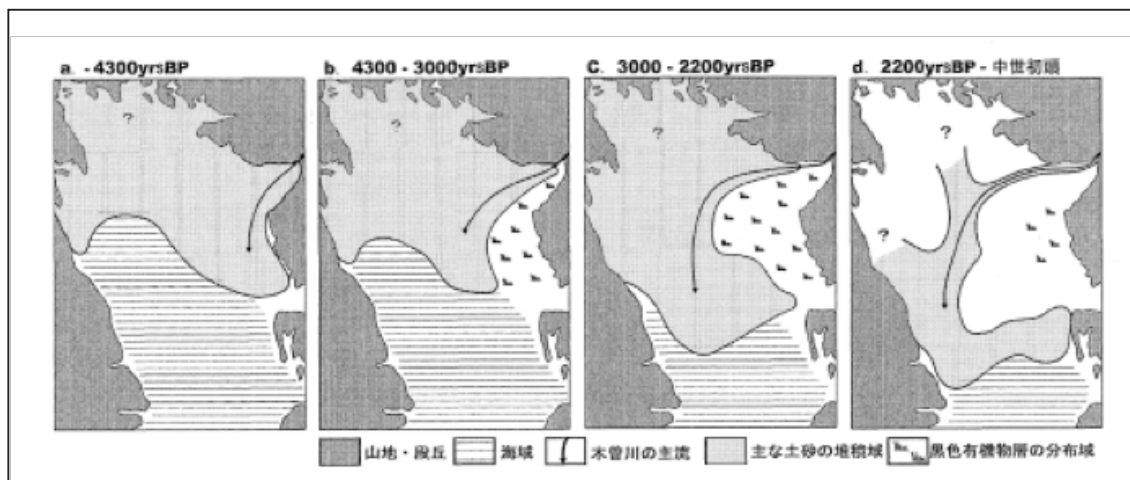 a. - 4300yrsBP
b. 4300 - 3000yrsBP
C. 3000 - 2200yrsBP
d. 2200yrsBP - 中世初頭
?
?
?
?
?
山地・段丘
海域
木曽川の主流
主な土砂の堆積域
黒色有機物層の分布域